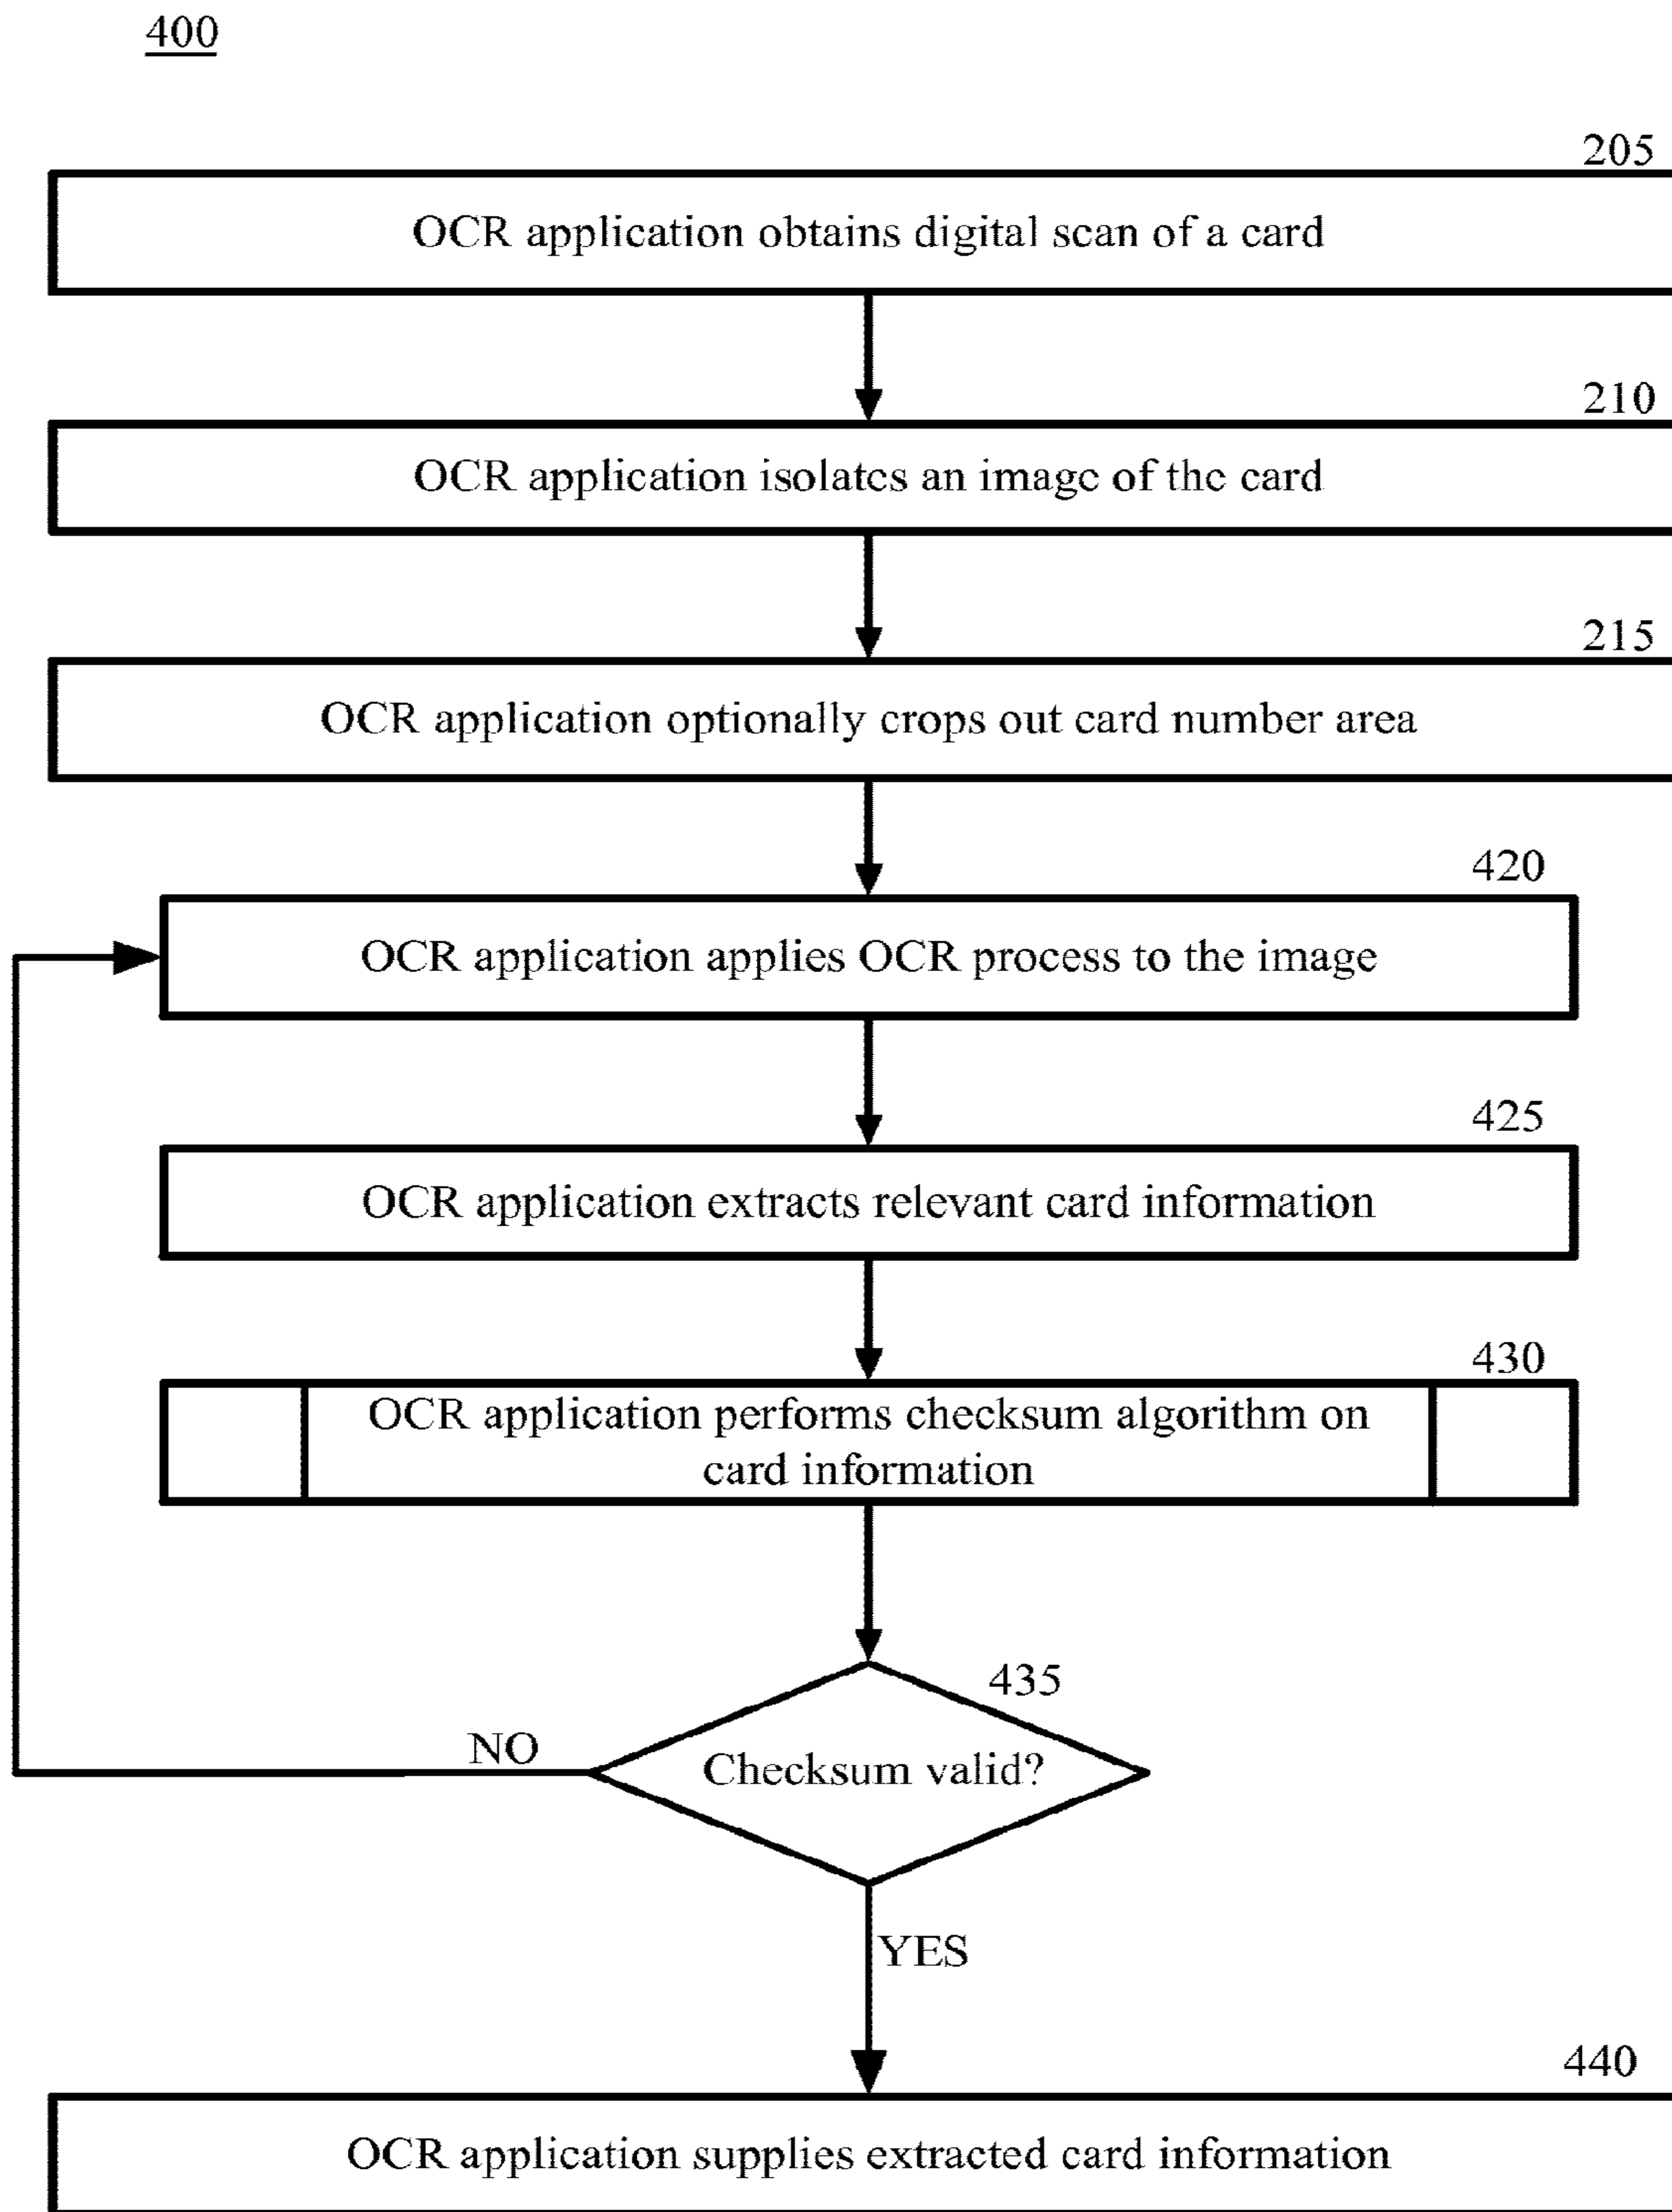 400
205
OCR application obtains digital scan of a card
210
OCR application isolates an image of the card
215
OCR application optionally crops out card number area
420
OCR application applies OCR process to the image
425
OCR application extracts relevant card information
430
OCR application performs checksum algorithm on
card information
435
Checksum valid?
NO
YES
440
OCR application supplies extracted card information